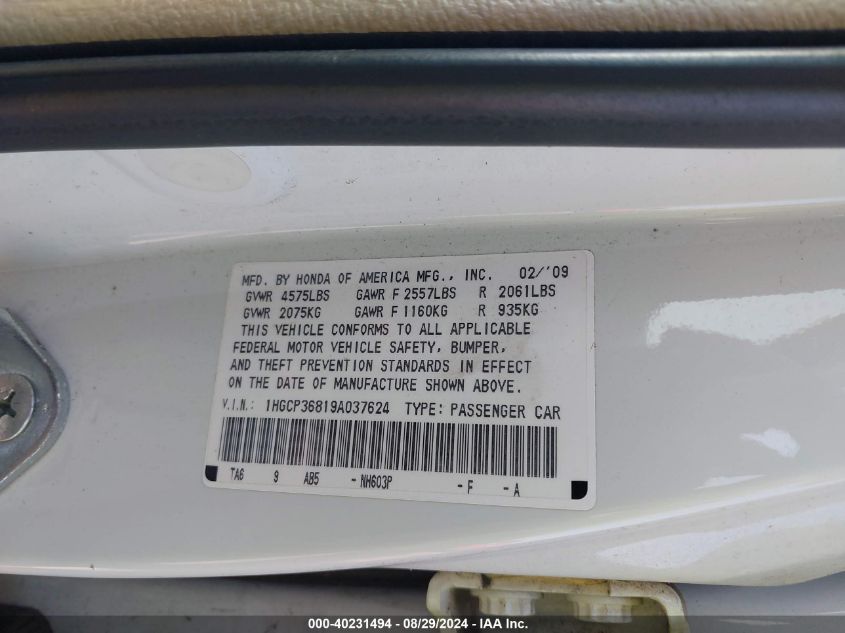 MFD. BY HONDA OF AMERICA MFG., INC. 02/'09
GVWR 4575LBS GAWR F 2557LBS R 2061LBS
GVWR 2075KG GAWR F 1160KG R 935KG
THIS VEHICLE CONFORMS TO ALL APPLICABLE
FEDERAL MOTOR VEHICLE SAFETY, BUMPER,
AND THEFT PREVENTION STANDARDS IN EFFECT
ON THE DATE OF MANUFACTURE SHOWN ABOVE.
V.I.N.: 1HGCP36819A037624 TYPE: PASSENGER CAR
TA6 9 AB5 - NH603P - F - A
000-40231494 - 08/29/2024 - IAA Inc.